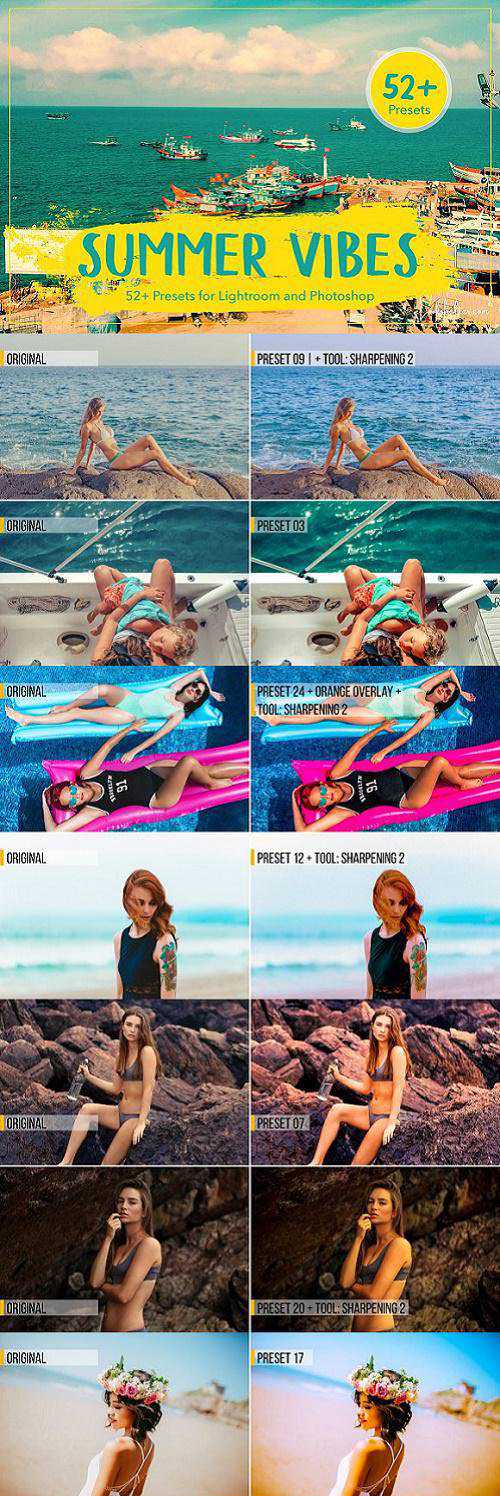 52+
Presets
SUMMER VIBES
52+ Presets for Lightroom and Photoshop
ORIGINAL
PRESET 09 | + TOOL: SHARPENING 2
ORIGINAL
PRESET 03
ORIGINAL
PRESET 24 + ORANGE OVERLAY +
TOOL: SHARPENING 2
ORIGINAL
PRESET 12 + TOOL: SHARPENING 2
ORIGINAL
PRESET 07
ORIGINAL
PRESET 20 + TOOL: SHARPENING 2
ORIGINAL
PRESET 17